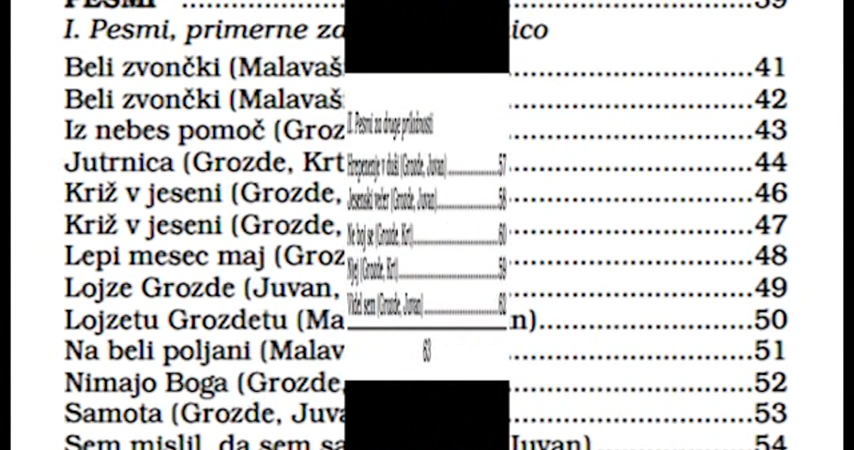 PESMI ........................................................................39
I. Pesmi, primerne za
ico
Beli zvončki (Malavaš ..............................41
Beli zvončki (Malavaš ..............................42
Iz nebes pomoč (Groz ..............................43
Jutrnica (Grozde, Krt ..............................44
Križ v jeseni (Grozde, ..............................46
Križ v jeseni (Grozde, ..............................47
Lepi mesec maj (Groz ..............................48
Lojze Grozde (Juvan, ..............................49
Lojzetu Grozdetu (Ma n)..............................50
Na beli poljani (Malav ..............................51
Nimajo Boga (Grozde, ..............................52
Samota (Grozde, Juva ..............................53
Sem mislil, da sem sa Juvan) ..............................54
II. Pesmi za druge priložnosti
Hrepenenje v duši (Grozde, Juvan)....................57
Jesenski večer (Grozde, Juvan)....................58
Ne boj se (Grozde, Krt)..............................60
Njej (Grozde, Krt)..............................59
Videl sem (Grozde, Juvan)..............................62
63